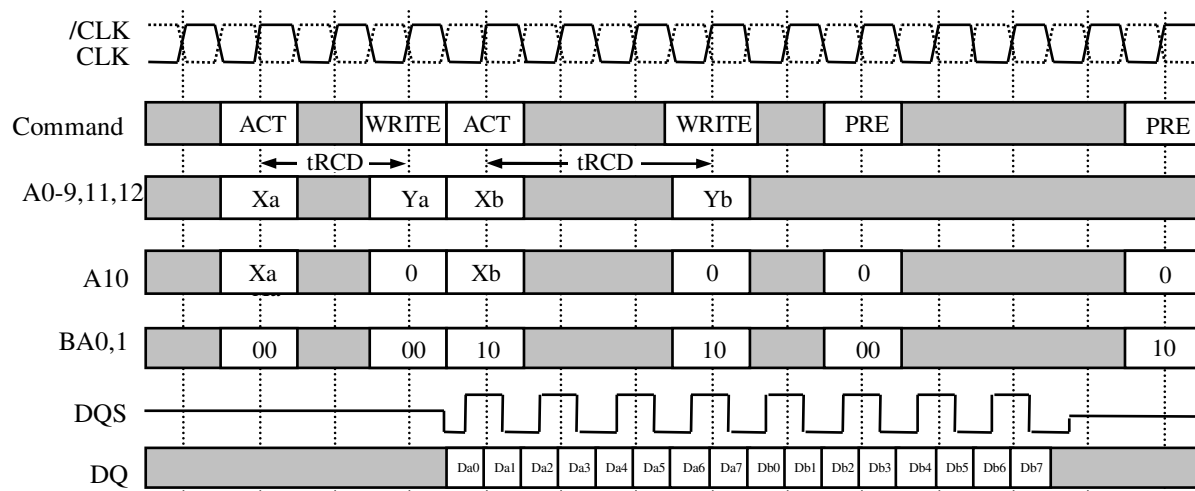 /CLK
CLK
Command ACT WRITE ACT WRITE PRE PRE
tRCD tRCD
A0-9,11,12 Xa Ya Xb Yb
A10 Xa 0 Xb 0 0 0
BA0,1 00 00 10 10 00 10
DQS
DQ Da0 Da1 Da2 Da3 Da4 Da5 Da6 Da7 Db0 Db1 Db2 Db3 Db4 Db5 Db6 Db7